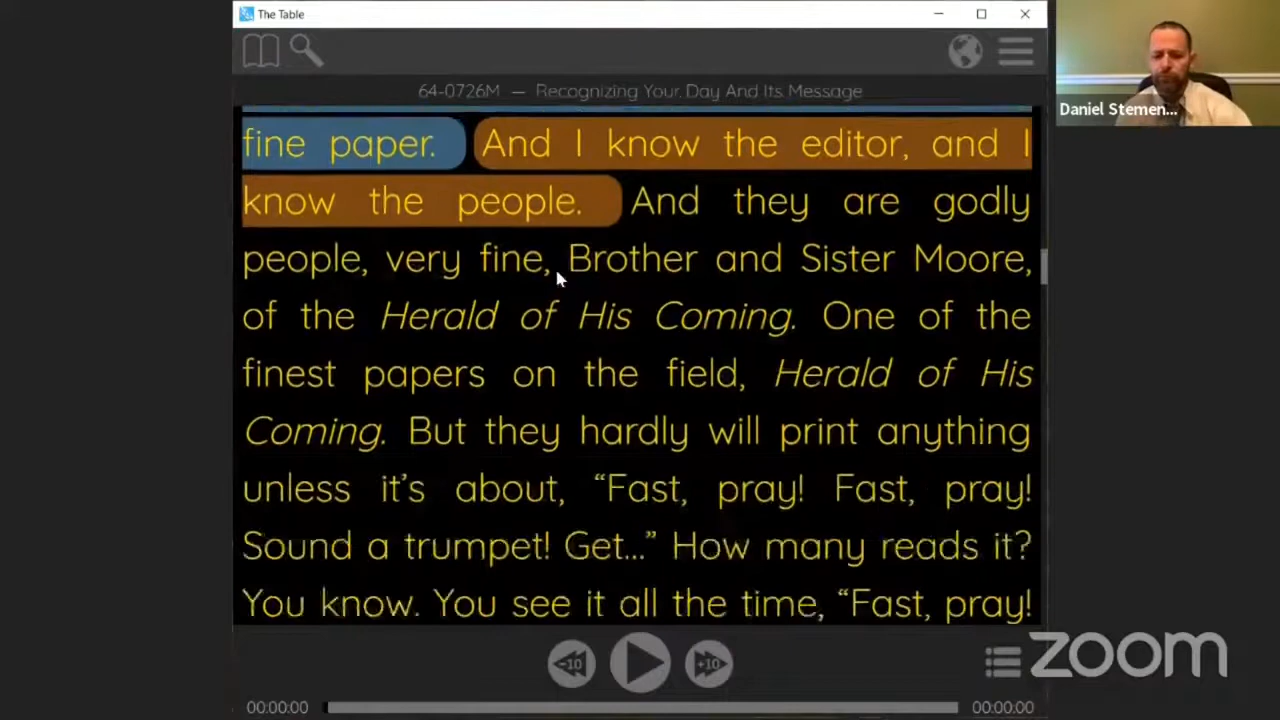 The Table
64-0726M — Recognizing Your Day And Its Message
Daniel Stemen...
fine paper. And I know the editor, and I
know the people. And they are godly
people, very fine, Brother and Sister Moore,
of the Herald of His Coming. One of the
finest papers on the field, Herald of His
Coming. But they hardly will print anything
unless it's about, “Fast, pray! Fast, pray!
Sound a trumpet! Get...” How many reads it?
You know. You see it all the time, “Fast, pray!
-10
+10
zoom
00:00:00
00:00:00